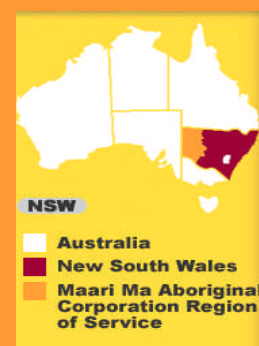 NSW
Australia
New South Wales
Maari Ma Aboriginal
Corporation Region
of Service